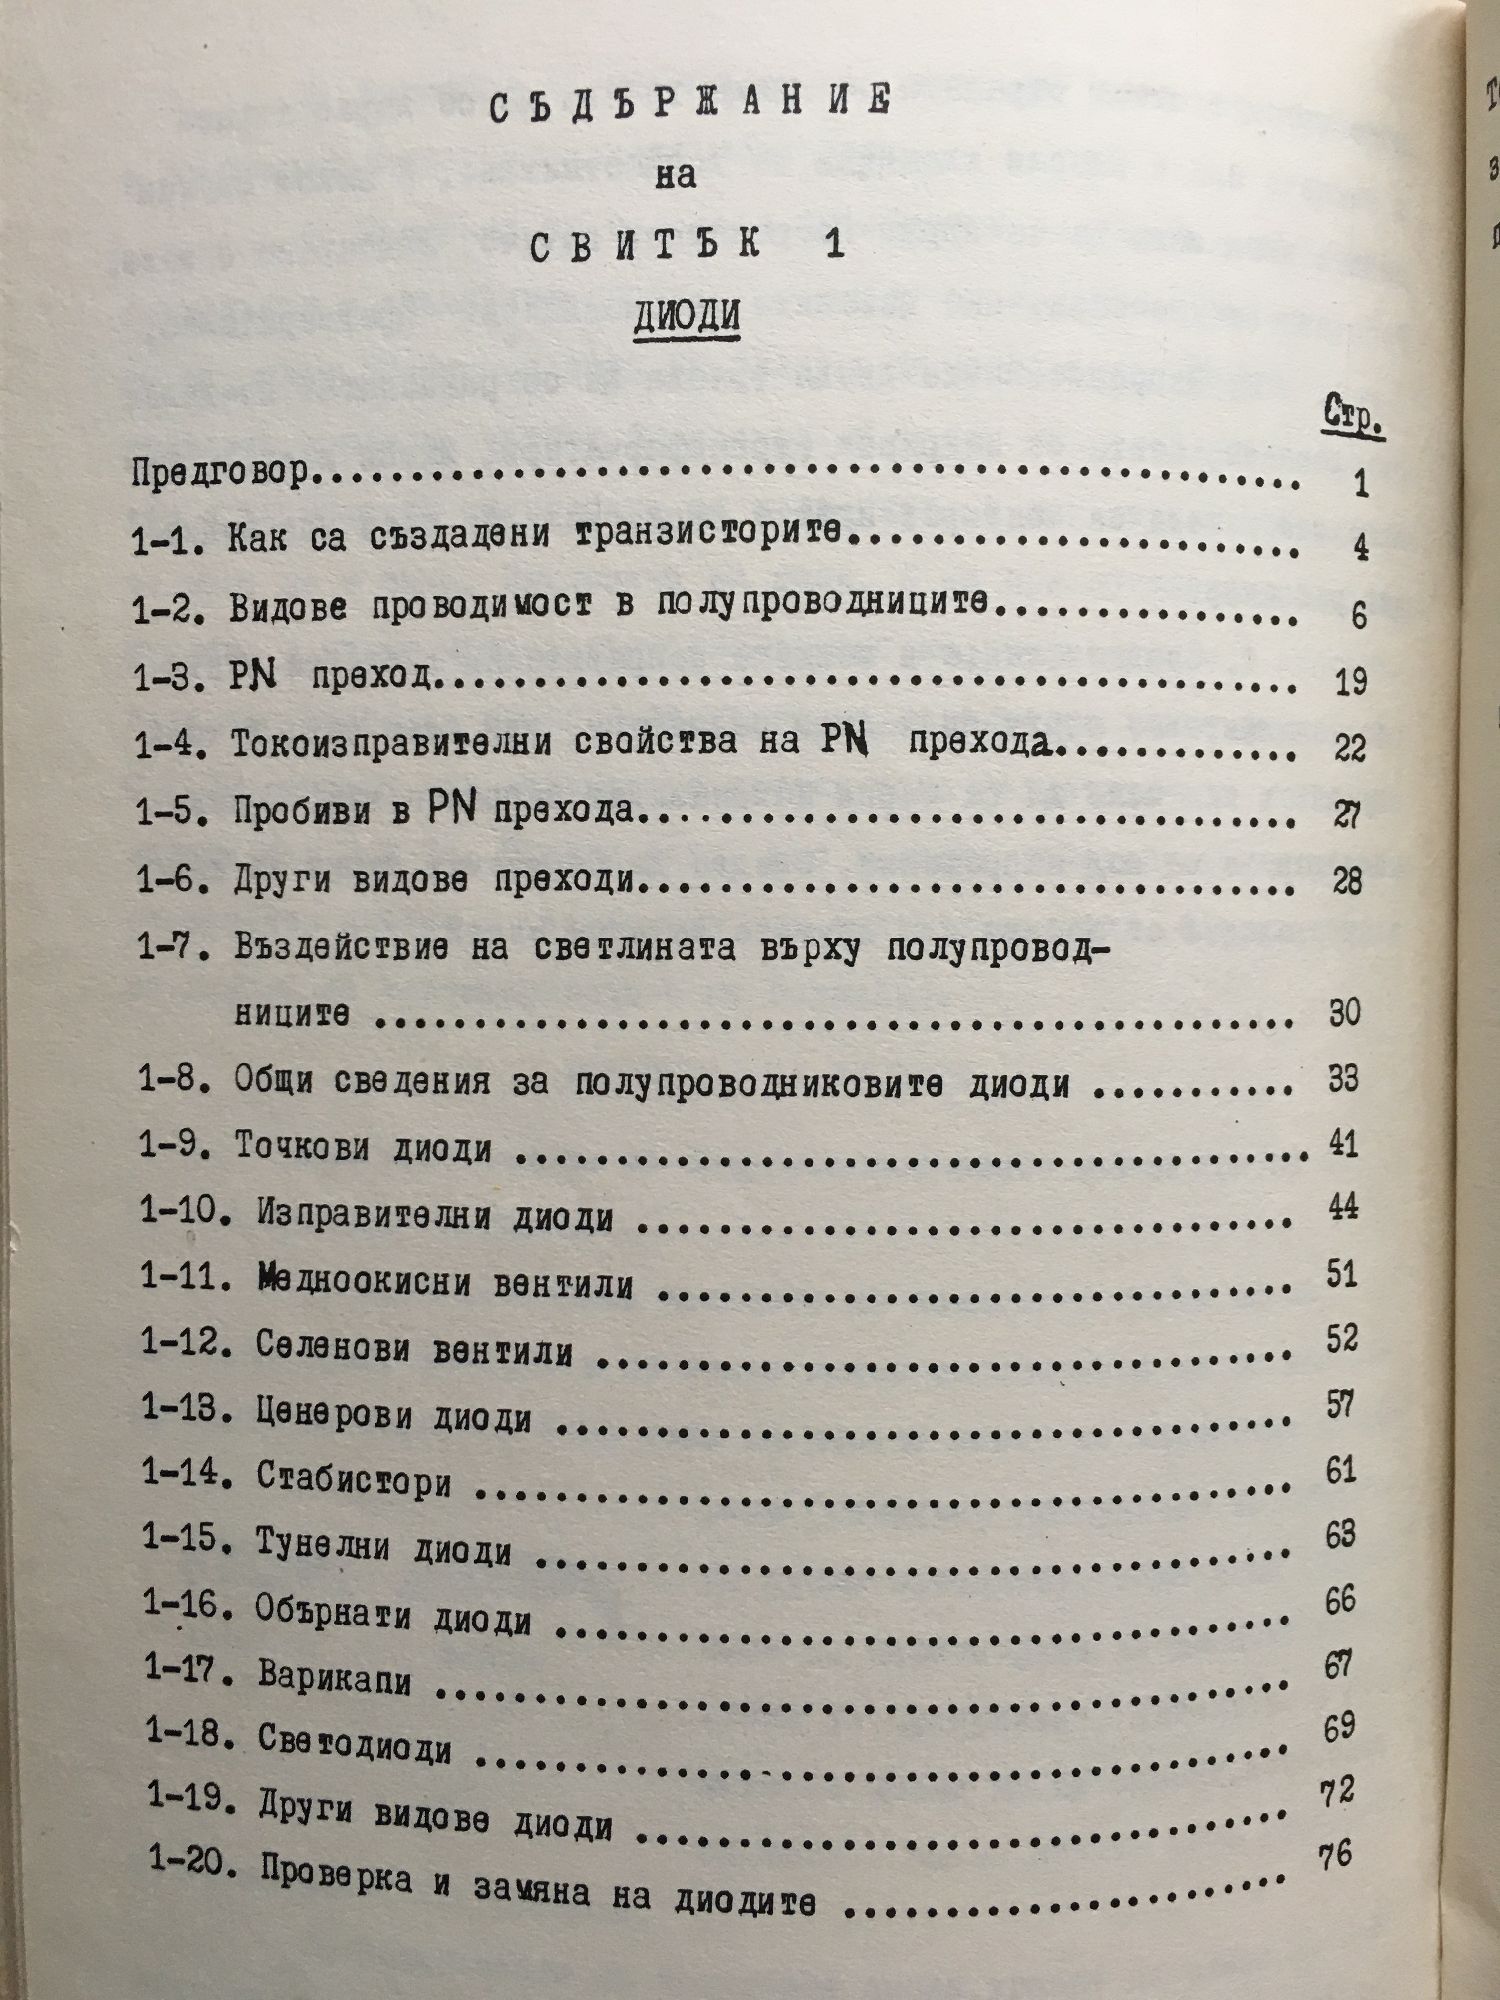 СЪДЪРЖАНИЕ
на
СВИТЪК 1
ДИОДИ
Стр.
Предговор.................................................. 1
1-1. Как са създадени транзисторите....................... 4
1-2. Видове проводимост в полупроводниците................ 6
1-3. PN преход............................................ 19
1-4. Токоизправителни свойства на PN прехода............. 22
1-5. Пробиви в PN прехода................................. 27
1-6. Други видове преходи................................. 28
1-7. Въздействие на светлината върху полупровод-
ниците ................................................ 30
1-8. Общи сведения за полупроводниковите диоди ........... 33
1-9. Точкови диоди ........................................ 41
1-10. Изправителни диоди ................................. 44
1-11. Медноокисни вентили ................................ 51
1-12. Селенови вентили ................................... 52
1-13. Ценерови диоди ..................................... 57
1-14. Стабистори ......................................... 61
1-15. Тунелни диоди ...................................... 63
1-16. Обърнати диоди ..................................... 66
1-17. Варикапи ........................................... 67
1-18. Светодиоди ......................................... 69
1-19. Други видове диоди ................................. 72
1-20. Проверка и замяна на диодите ...................... 76